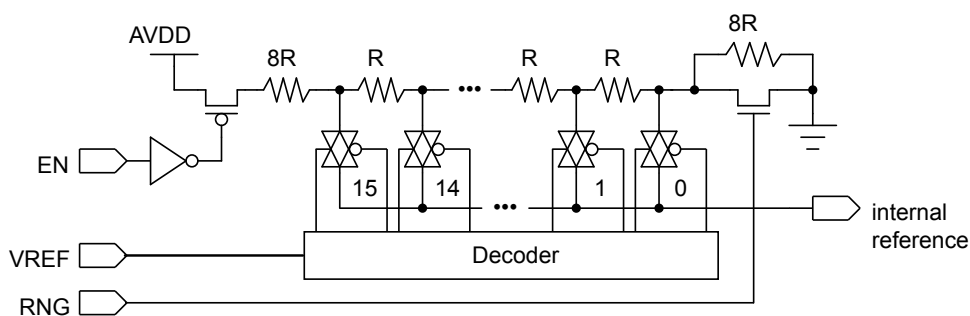 AVDD
8R
R
R
R
8R
EN
15
14
1
0
internal
reference
VREF
Decoder
RNG